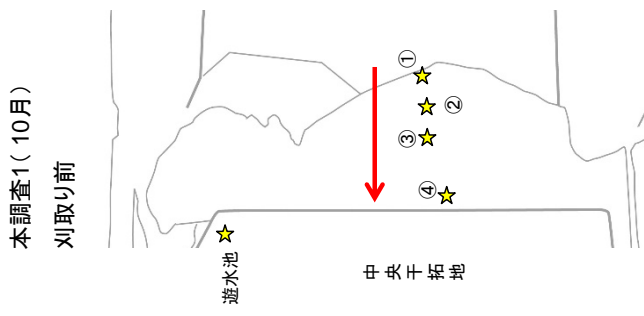 本調査1(10月)
刈取り前
①
②
③
④
遊水池
中央干拓地